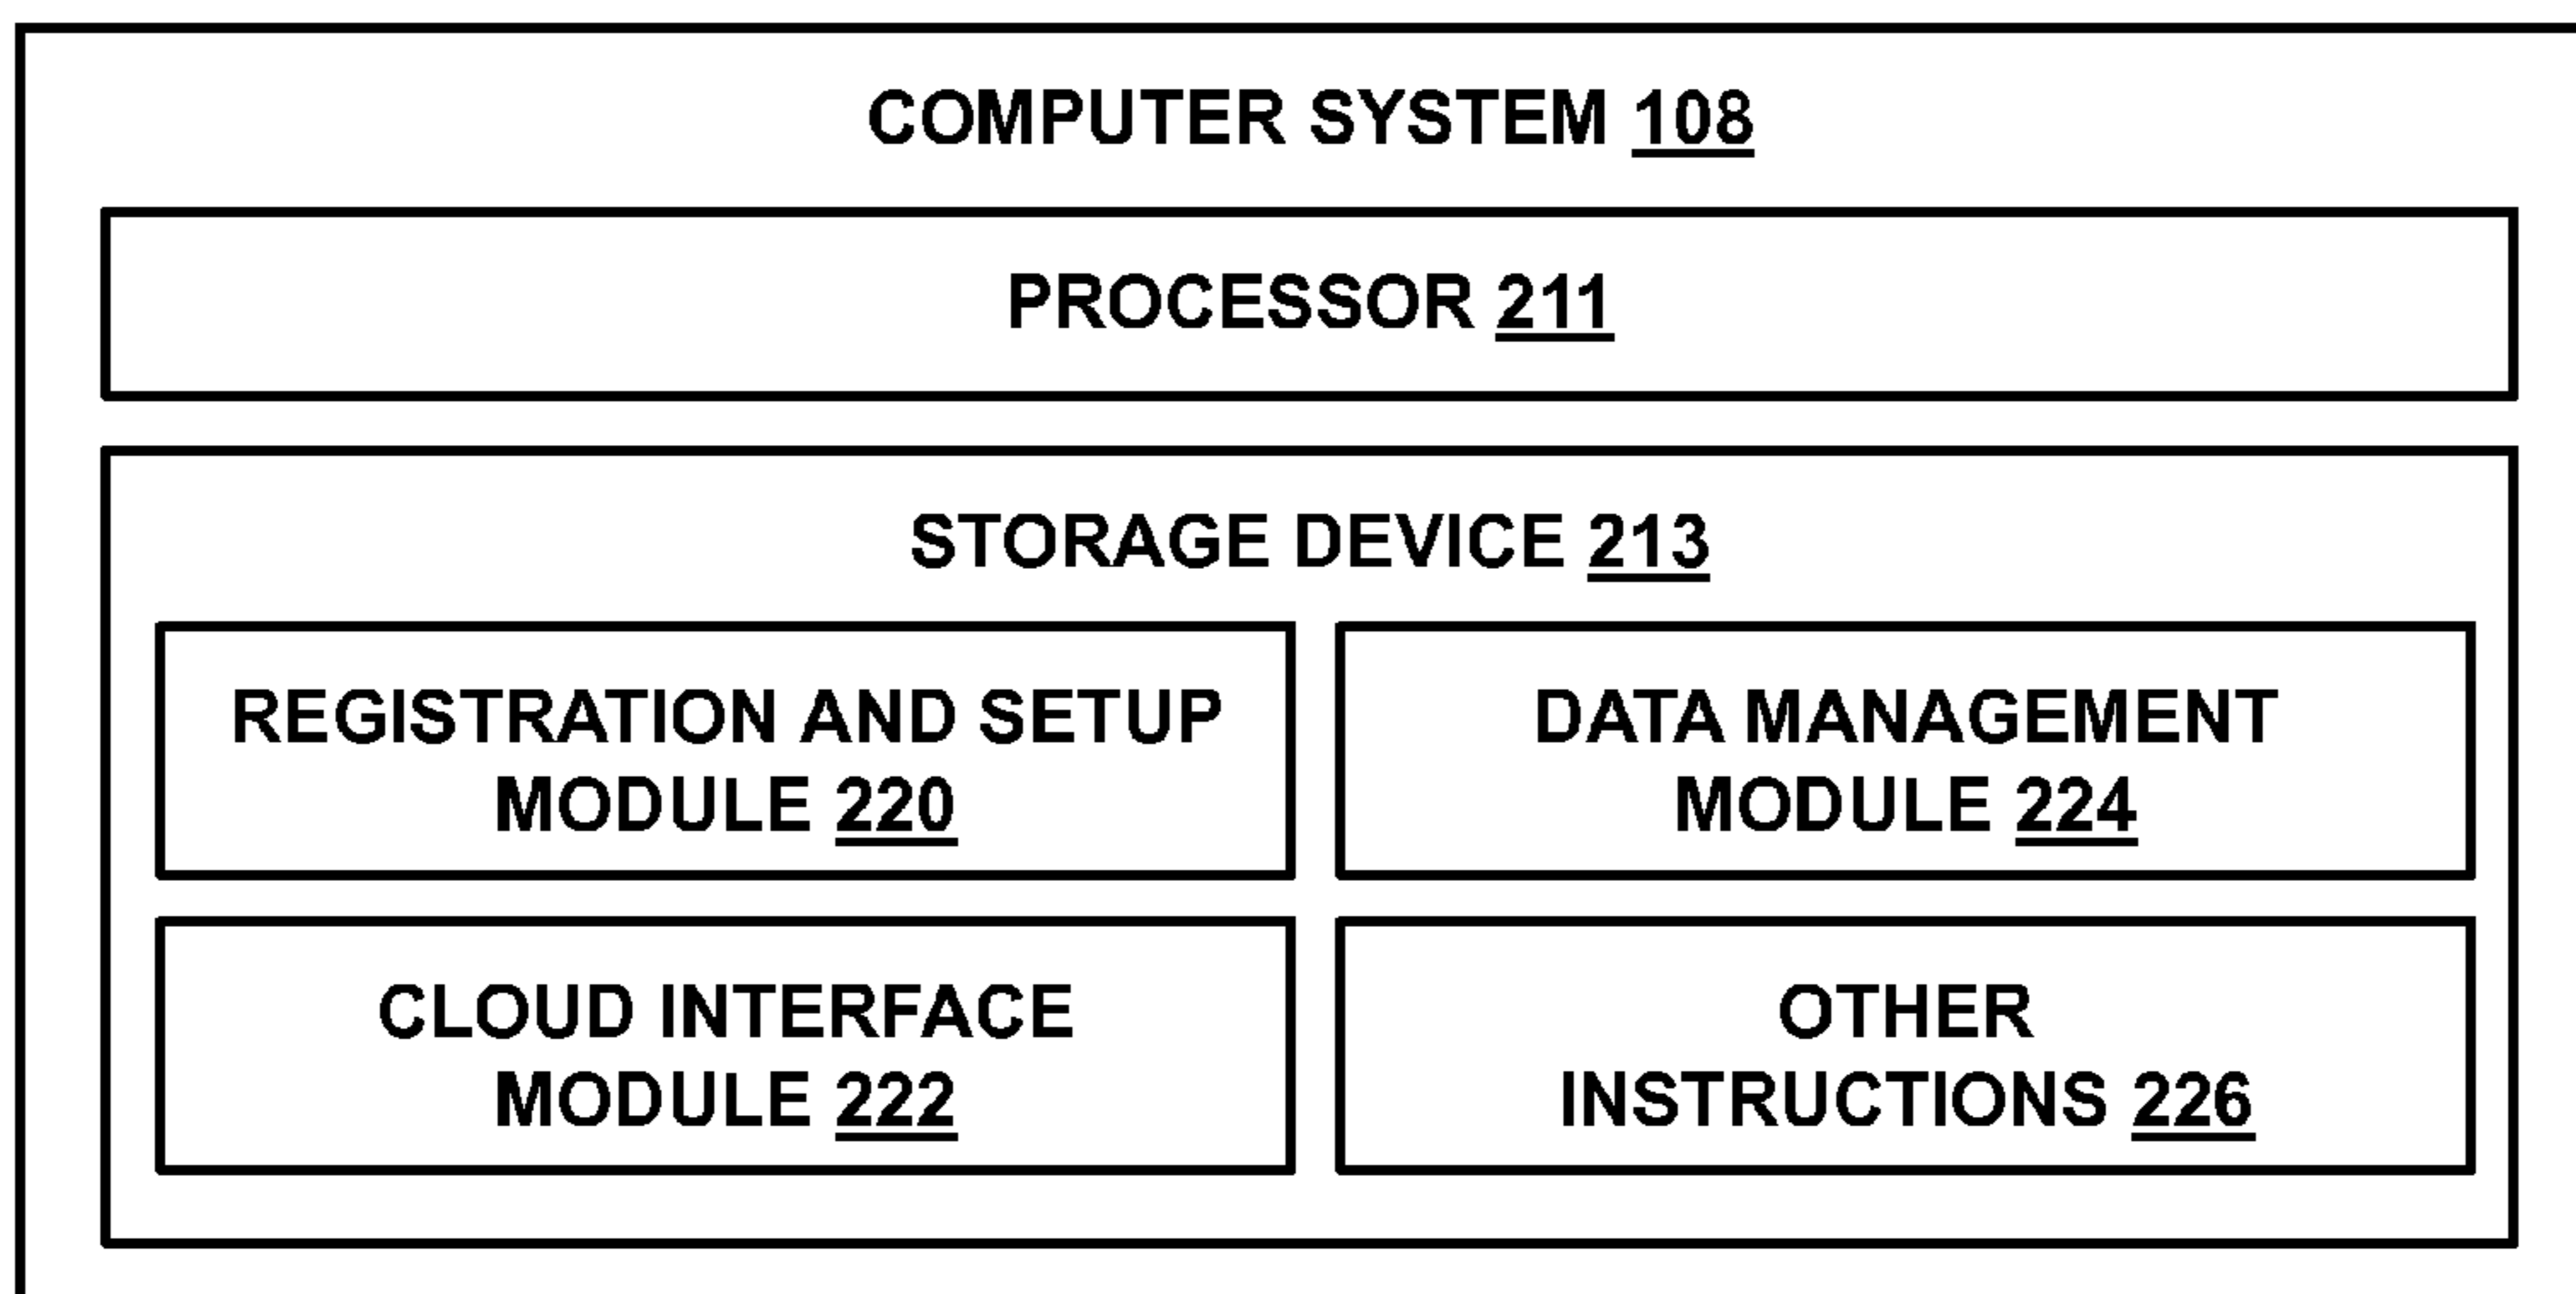 COMPUTER SYSTEM 108
PROCESSOR 211
STORAGE DEVICE 213
REGISTRATION AND SETUP
MODULE 220
DATA MANAGEMENT
MODULE 224
CLOUD INTERFACE
MODULE 222
OTHER
INSTRUCTIONS 226